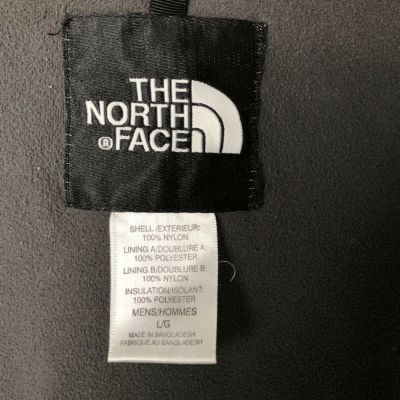 THE
NORTH
®FACE
SHELL /EXTERIEUR:
100% NYLON
LINING A/DOUBLURE A:
100% POLYESTER
LINING B/DOUBLURE B:
100% NYLON
INSULATION/ISOLANT:
100% POLYESTER
MENS/HOMMES
L/G
MADE IN BANGLADESH
FABRIQUE AU BANGLADESH